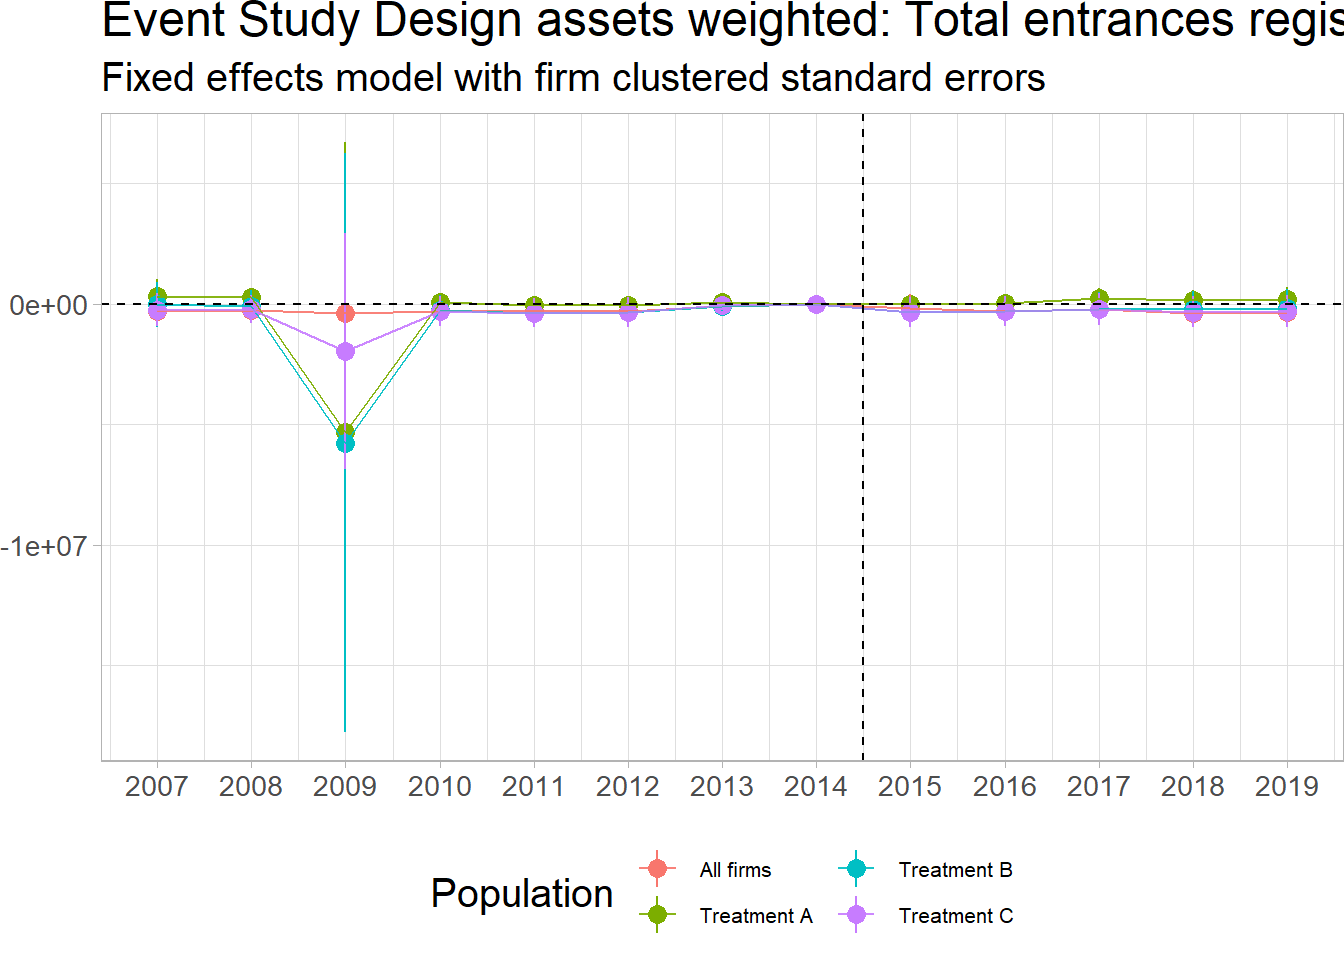 Event Study Design assets weighted: Total entrances regis
Fixed effects model with firm clustered standard errors
0e+00
-1e+07
2007 2008 2009 2010 2011 2012 2013 2014 2015 2016 2017 2018 2019
Population
All firms
Treatment A
Treatment B
Treatment C